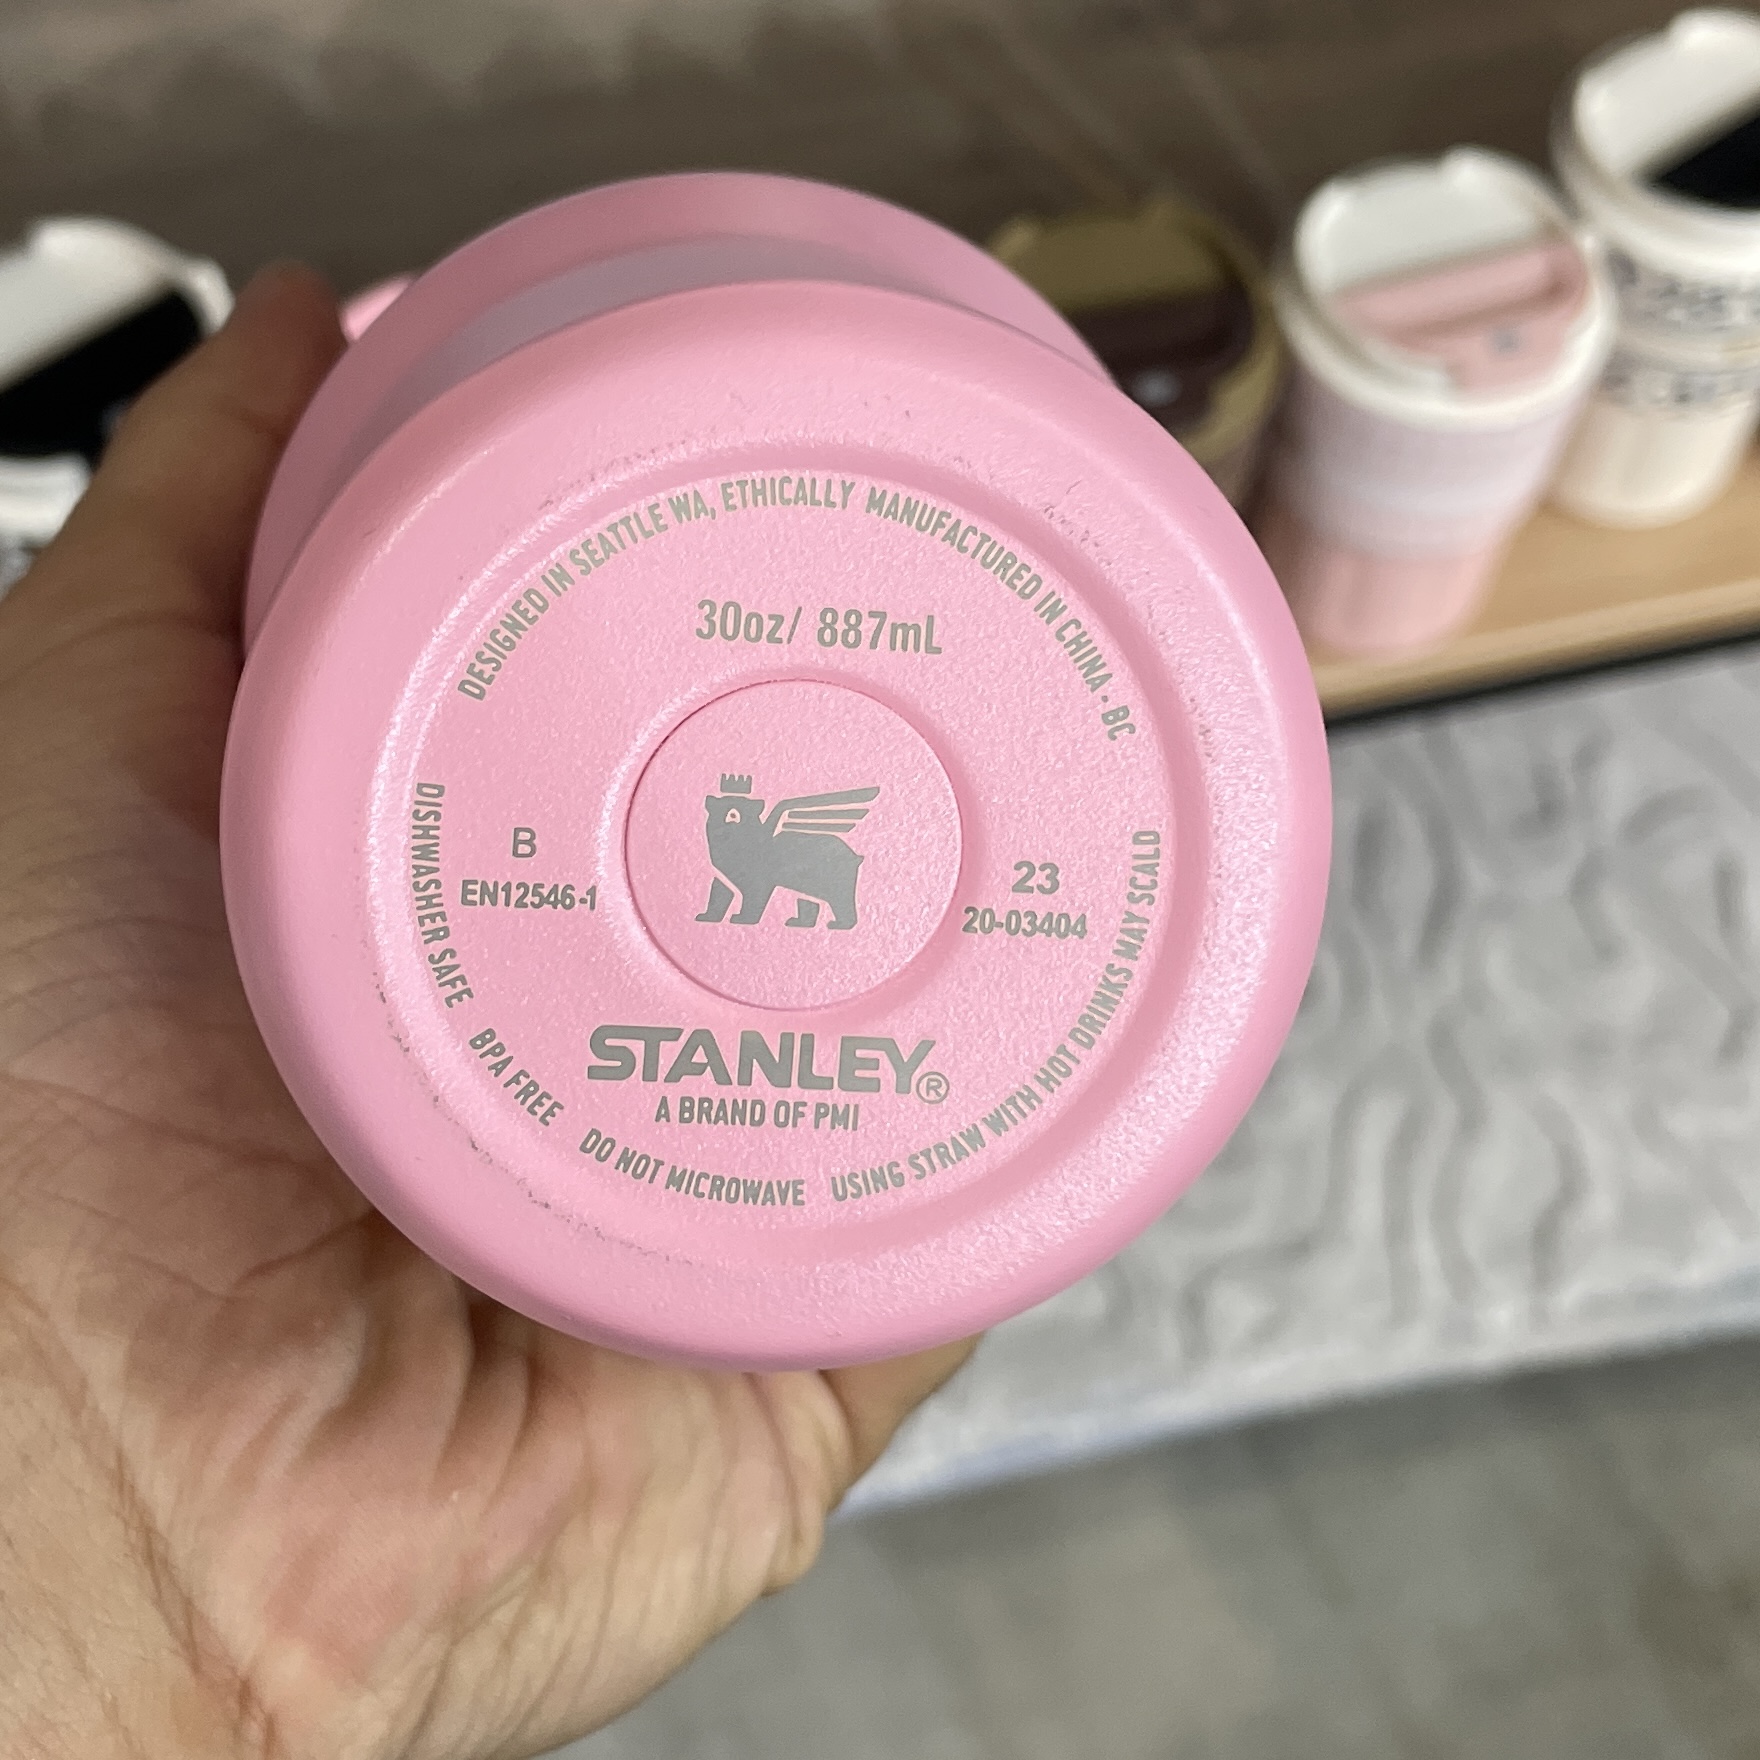 DESIGNED IN SEATTLE WA, ETHICALLY MANUFACTURED IN CHINA · BC
30oz/ 887mL
B
EN12546-1
23
20-03404
STANLEY®
A BRAND OF PMI
DISHWASHER SAFE BPA FREE DO NOT MICROWAVE USING STRAW WITH HOT DRINKS MAY SCALD